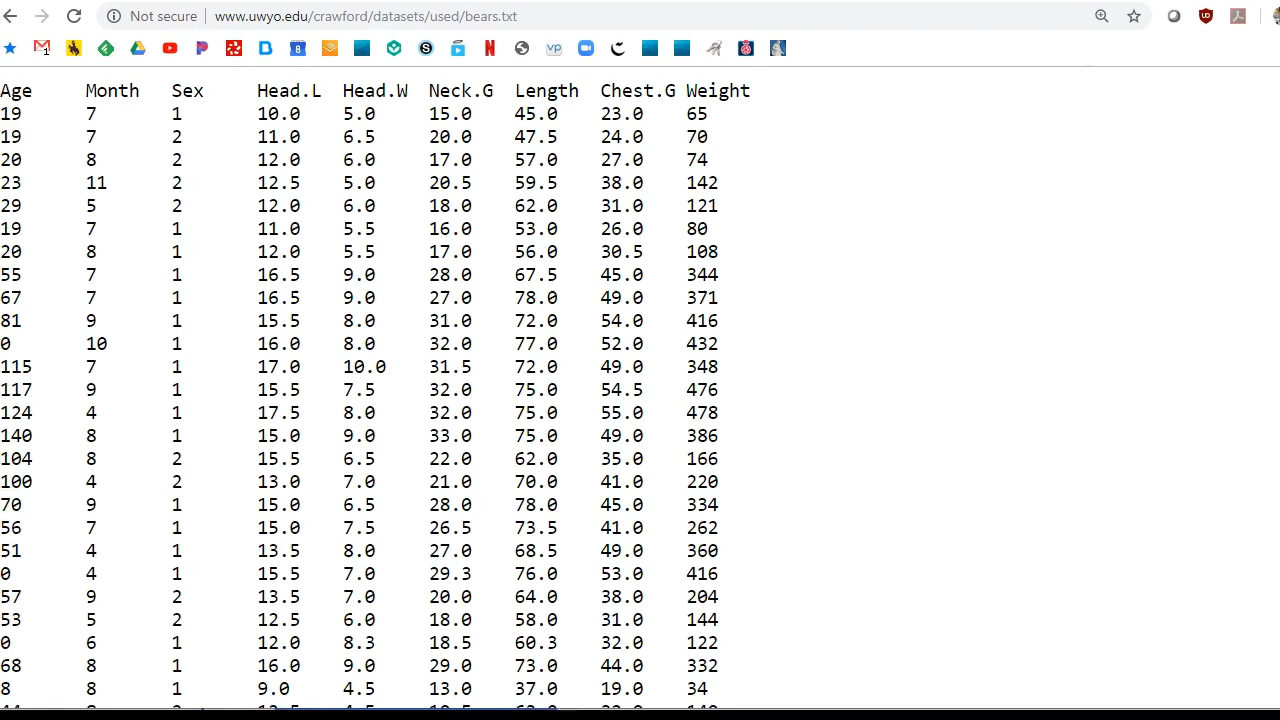 Not secure | www.uwyo.edu/crawford/datasets/used/bears.txt
Age Month Sex Head.L Head.W Neck.G Length Chest.G Weight
19 7 1 10.0 5.0 15.0 45.0 23.0 65
19 7 2 11.0 6.5 20.0 47.5 24.0 70
20 8 2 12.0 6.0 17.0 57.0 27.0 74
23 11 2 12.5 5.0 20.5 59.5 38.0 142
29 5 2 12.0 6.0 18.0 62.0 31.0 121
19 7 1 11.0 5.5 16.0 53.0 26.0 80
20 8 1 12.0 5.5 17.0 56.0 30.5 108
55 7 1 16.5 9.0 28.0 67.5 45.0 344
67 7 1 16.5 9.0 27.0 78.0 49.0 371
81 9 1 15.5 8.0 31.0 72.0 54.0 416
0 10 1 16.0 8.0 32.0 77.0 52.0 432
115 7 1 17.0 10.0 31.5 72.0 49.0 348
117 9 1 15.5 7.5 32.0 75.0 54.5 476
124 4 1 17.5 8.0 32.0 75.0 55.0 478
140 8 1 15.0 9.0 33.0 75.0 49.0 386
104 8 2 15.5 6.5 22.0 62.0 35.0 166
100 4 2 13.0 7.0 21.0 70.0 41.0 220
70 9 1 15.0 6.5 28.0 78.0 45.0 334
56 7 1 15.0 7.5 26.5 73.5 41.0 262
51 4 1 13.5 8.0 27.0 68.5 49.0 360
0 4 1 15.5 7.0 29.3 76.0 53.0 416
57 9 2 13.5 7.0 20.0 64.0 38.0 204
53 5 2 12.5 6.0 18.0 58.0 31.0 144
0 6 1 12.0 8.3 18.5 60.3 32.0 122
68 8 1 16.0 9.0 29.0 73.0 44.0 332
8 8 1 9.0 4.5 13.0 37.0 19.0 34